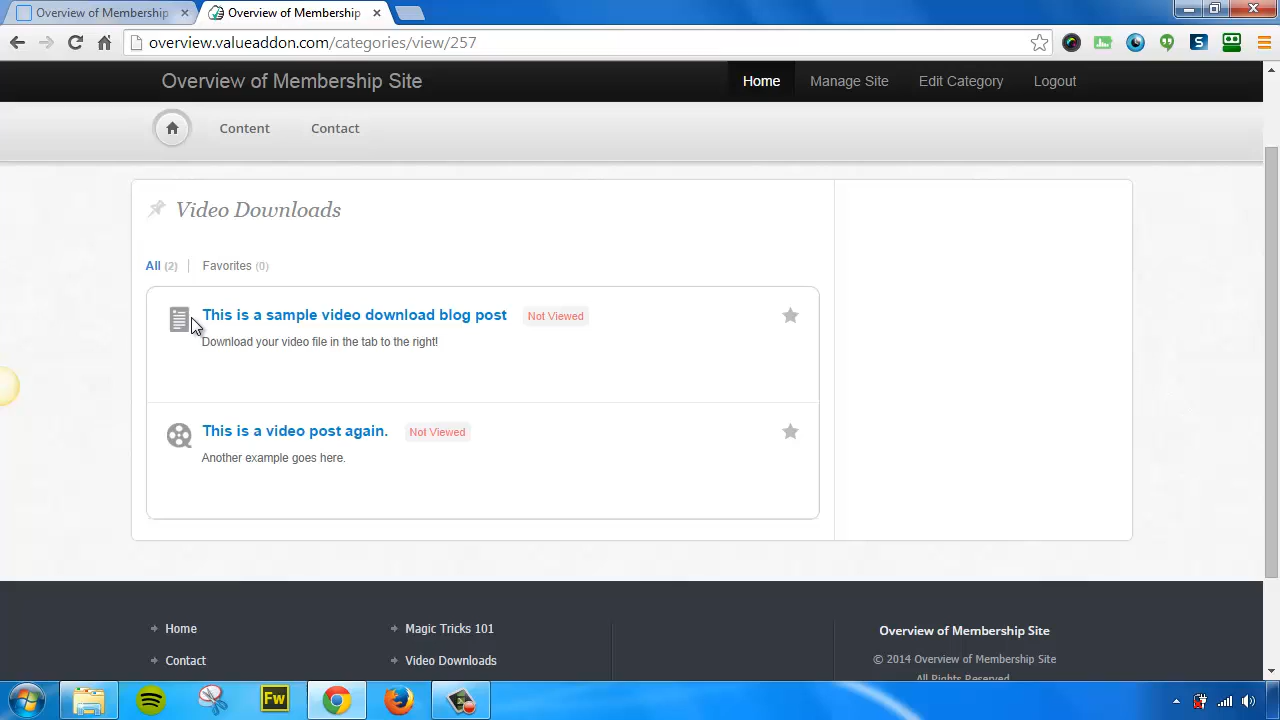 Overview of Membership
Overview of Membership
overview.valueaddon.com/categories/view/257
Overview of Membership Site
Home
Manage Site
Edit Category
Logout
Content
Contact
Video Downloads
All (2)
Favorites (0)
This is a sample video download blog post
Not Viewed
Download your video file in the tab to the right!
This is a video post again.
Not Viewed
Another example goes here.
Home
Magic Tricks 101
Overview of Membership Site
Contact
Video Downloads
© 2014 Overview of Membership Site
All Rights Reserved
Fw